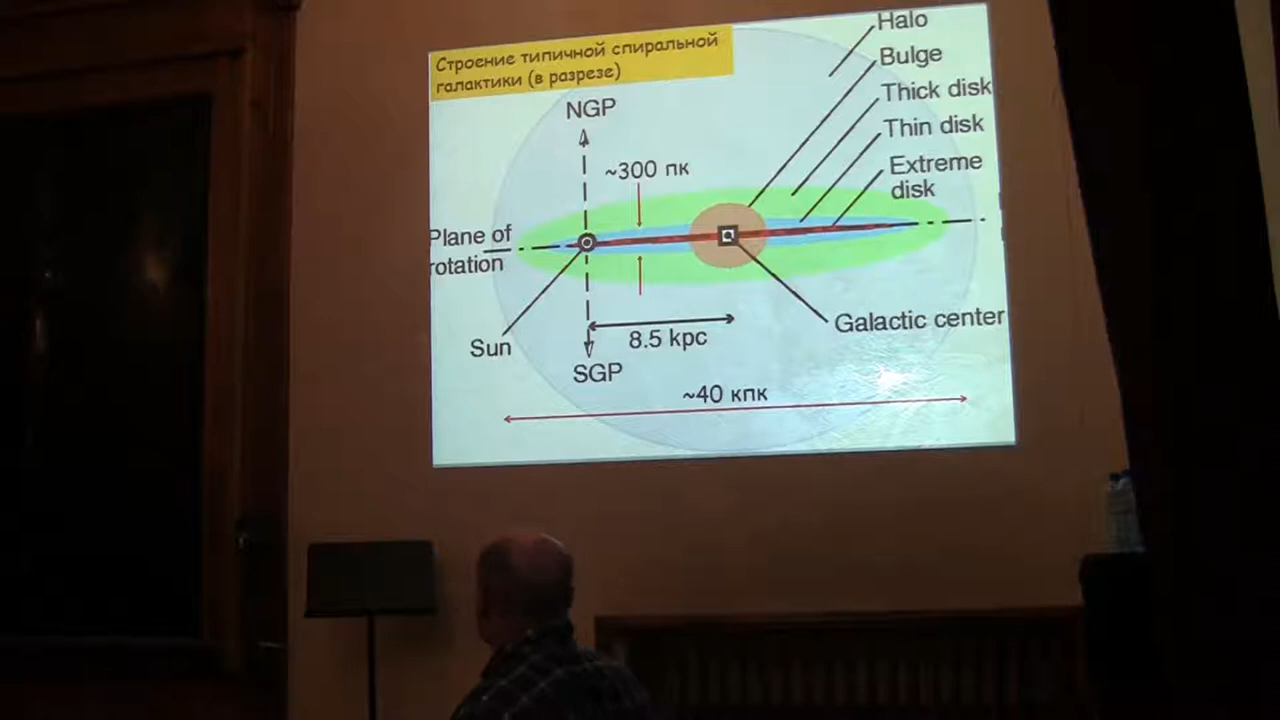 Строение типичной спиральной
галактики (в разрезе)
Halo
Bulge
Thick disk
Thin disk
Extreme
disk
NGP
~300 пк
Plane of
rotation
Sun
8.5 kpc
SGP
Galactic center
~40 кпк